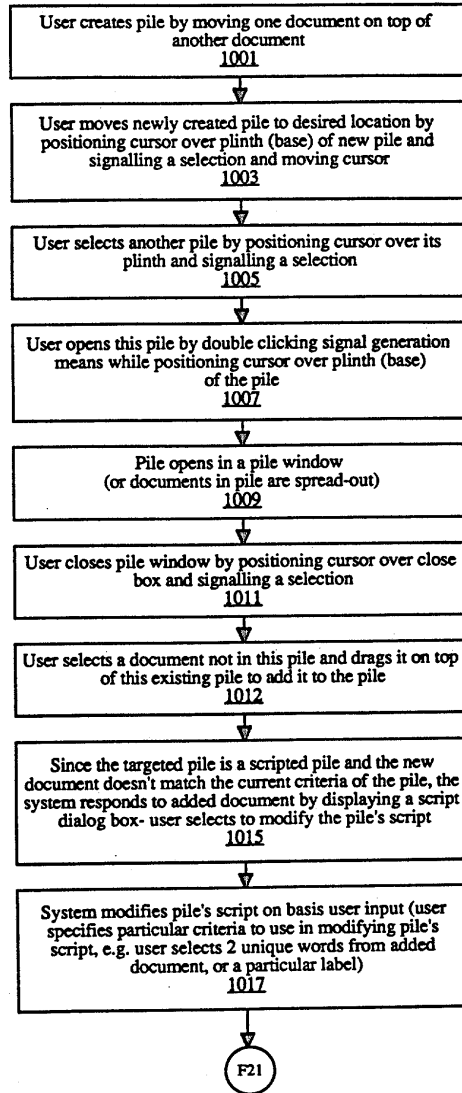 User creates pile by moving one document on top of
another document
1001
User moves newly created pile to desired location by
positioning cursor over plinth (base) of new pile and
signalling a selection and moving cursor
1003
User selects another pile by positioning cursor over its
plinth and signalling a selection
1005
User opens this pile by double clicking signal generation
means while positioning cursor over plinth (base)
of the pile
1007
Pile opens in a pile window
(or documents in pile are spread-out)
1009
User closes pile window by positioning cursor over close
box and signalling a selection
1011
User selects a document not in this pile and drags it on top
of this existing pile to add it to the pile
1012
Since the targeted pile is a scripted pile and the new
document doesn't match the current criteria of the pile, the
system responds to added document by displaying a script
dialog box- user selects to modify the pile's script
1015
System modifies pile's script on basis user input (user
specifies particular criteria to use in modifying pile's
script, e.g. user selects 2 unique words from added
document, or a particular label)
1017
F21